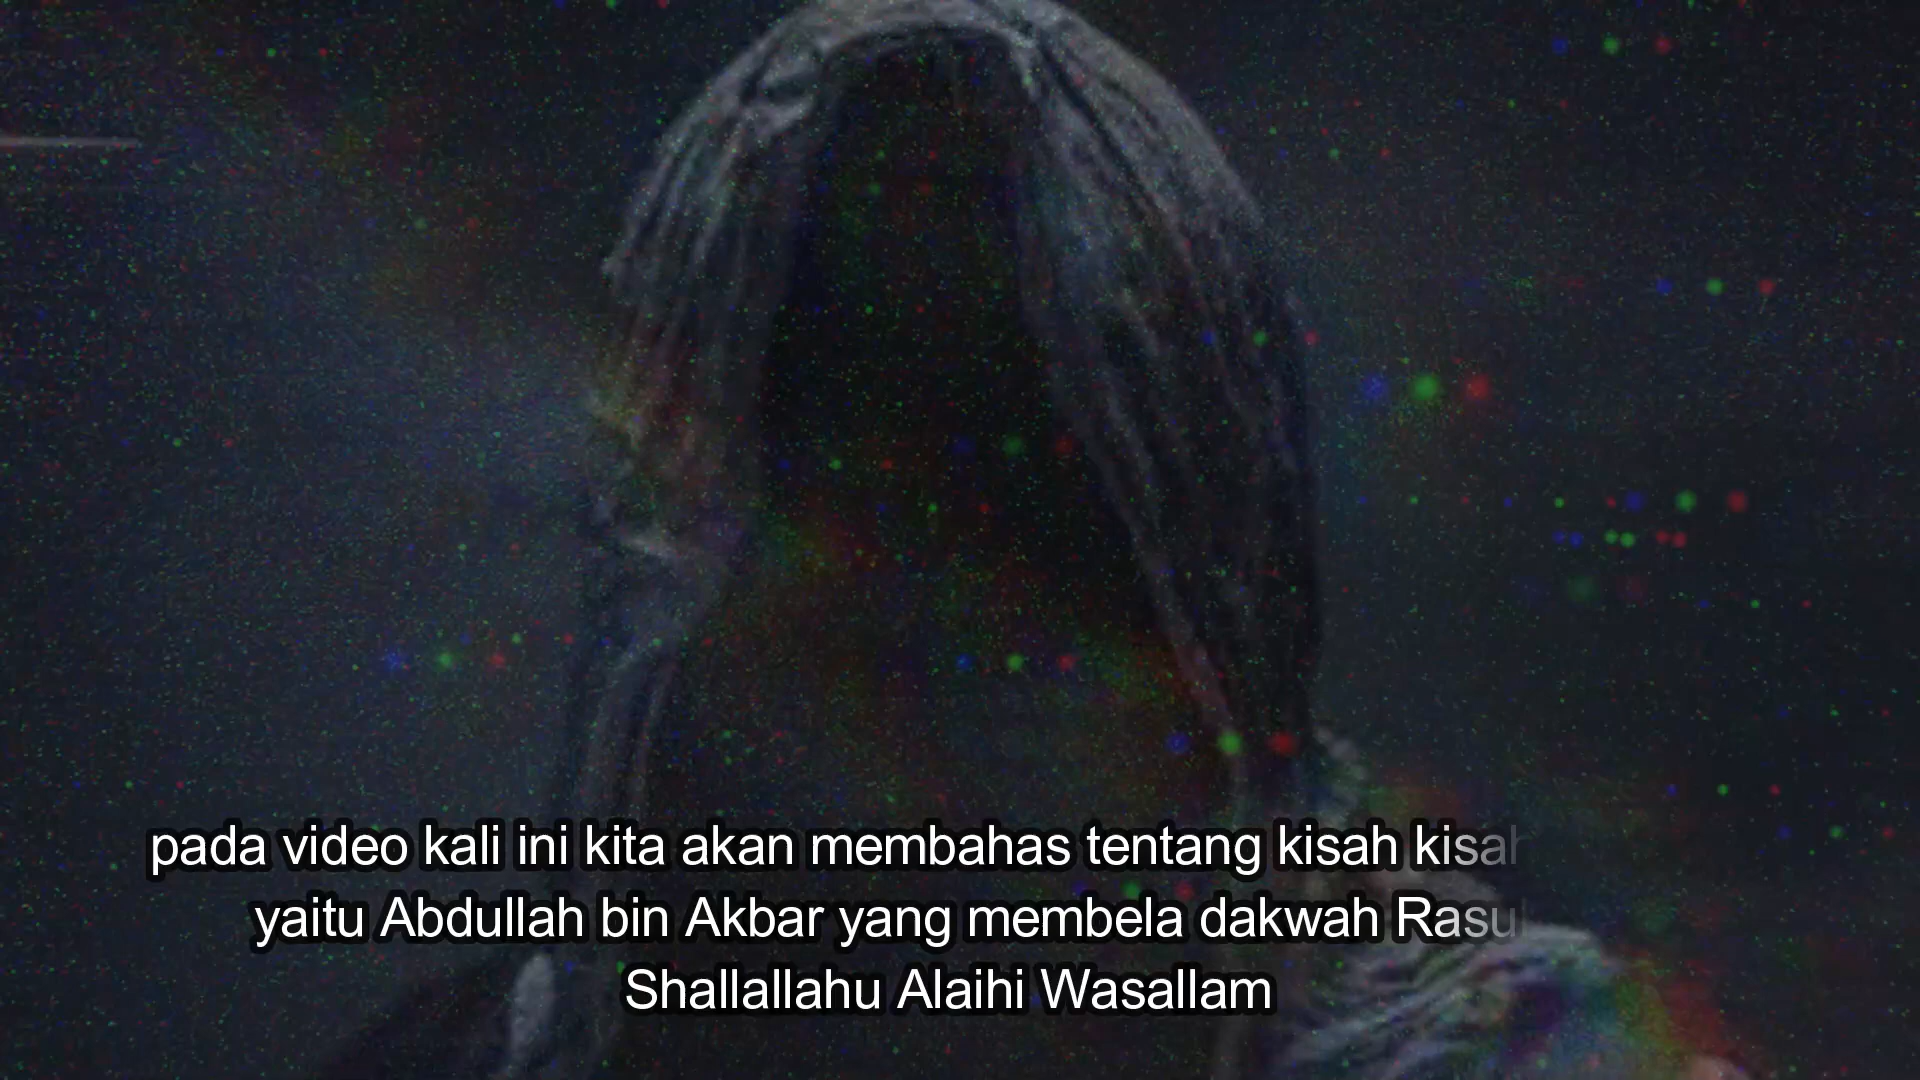 pada video kali ini kita akan membahas tentang kisah kisah
yaitu Abdullah bin Akbar yang membela dakwah Rasul
Shallallahu Alaihi Wasallam